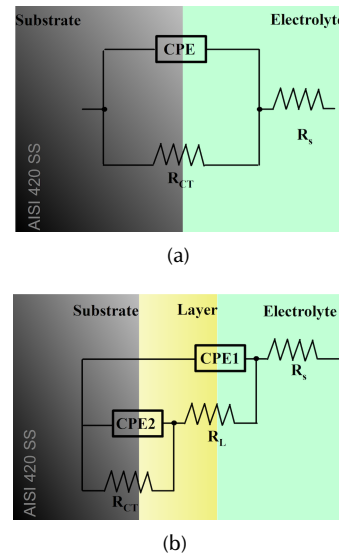 Substrate
Electrolyte
CPE
R_s
R_CT
AISI 420 SS
(a)
Substrate
Layer
Electrolyte
CPE1
R_s
CPE2
R_L
R_CT
AISI 420 SS
(b)